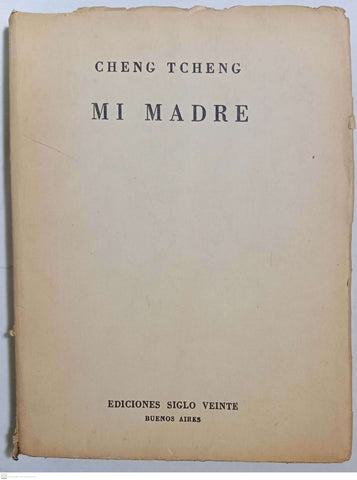 CHENG TCHENG
MI MADRE
EDICIONES SIGLO VEINTE
BUENOS AIRES